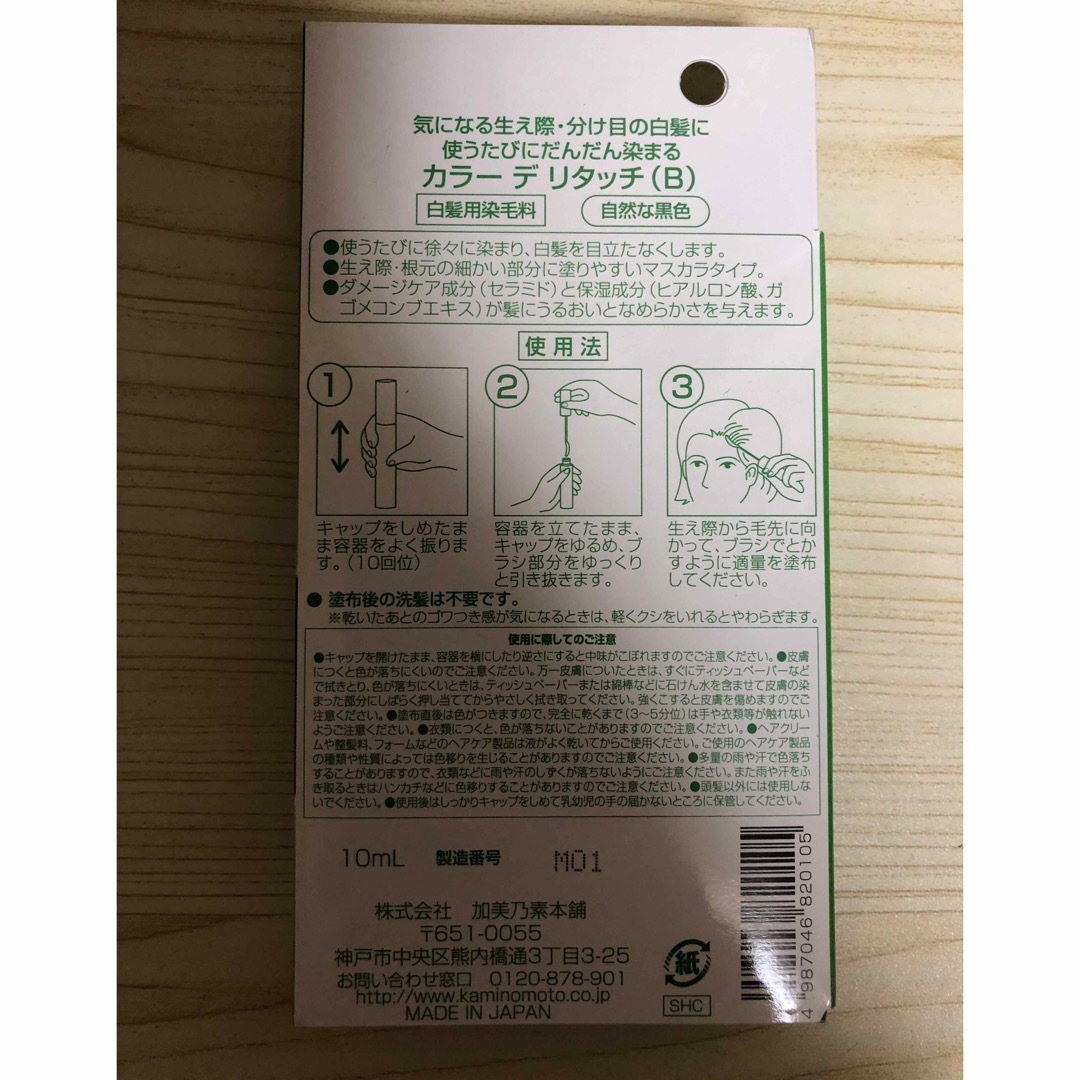 気になる生え際・分け目の白髪に
使うたびにだんだん染まる
カラー デ リタッチ（B）
白髪用染毛料 自然な黒色
●使うたびに徐々に染まり、白髪を目立たなくします。
●生え際・根元の細かい部分に塗りやすいマスカラタイプ。
●ダメージケア成分（セラミド）と保湿成分（ヒアルロン酸、ガ
ゴメコンブエキス）が髪にうるおいとなめらかさを与えます。
使用法
1
キャップをしめたま
ま容器をよく振りま
す。（10回位）
2
容器を立てたまま、
キャップをゆるめ、ブ
ラシ部分をゆっくり
と引き抜きます。
3
生え際から毛先に向
かって、ブラシでとか
すように適量を塗布
してください。
● 塗布後の洗髪は不要です。
※乾いたあとのゴワつき感が気になるときは、軽くクシをいれるとやわらぎます。
使用に際してのご注意
●キャップを開けたまま、容器を横にしたり逆さにすると中味がこぼれますのでご注意ください。●皮膚
につくと色が落ちにくいのでご注意ください。万一皮膚についたときは、すぐにティッシュペーパーなど
で拭きとり、色が落ちにくいときは、ティッシュペーパーまたは綿棒などに石けん水を含ませて皮膚の染
まった部分にしばらく押し当ててからやさしく拭き取ってください。強くこすると皮膚を傷めますのでご
注意ください。●塗布直後は色がつきますので、完全に乾くまで（3〜5分位）は手や衣類等が触れない
ようご注意ください。●衣類につくと、色が落ちないことがありますのでご注意ください。●ヘアクリー
ムや整髪料、フォームなどのヘアケア製品は液がよく乾いてからご使用ください。ご使用のヘアケア製品
の種類や性質によっては色移りを生じることがありますのでご注意ください。●多量の雨や汗で色落ち
することがありますので、衣類などに雨や汗のしずくが落ちないようにご注意ください。また雨や汗をふ
き取るときはハンカチなどに色移りすることがありますのでご注意ください。●頭髪以外には使用しな
いでください。●使用後はしっかりキャップをしめて乳幼児の手の届かないところに保管してください。
10mL 製造番号 M01
株式会社 加美乃素本舗
〒651-0055
神戸市中央区熊内橋通3丁目3-25
お問い合わせ窓口 0120-878-901
http://www.kaminomoto.co.jp
MADE IN JAPAN
紙
SHC
4 987046 820105